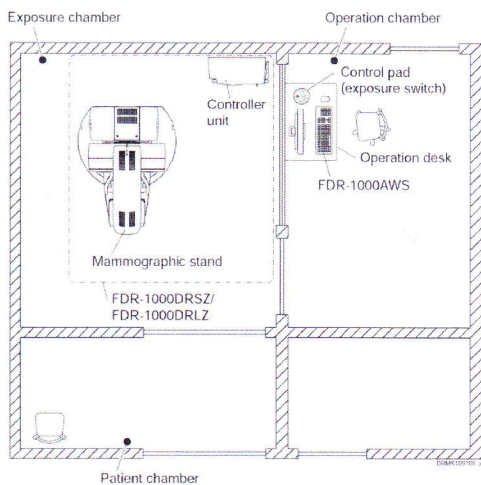 Exposure chamber
Operation chamber
Control pad
(exposure switch)
Controller
unit
Operation desk
FDR-1000AWS
Mammographic stand
FDR-1000DRSZ/
FDR-1000DRLZ
Patient chamber